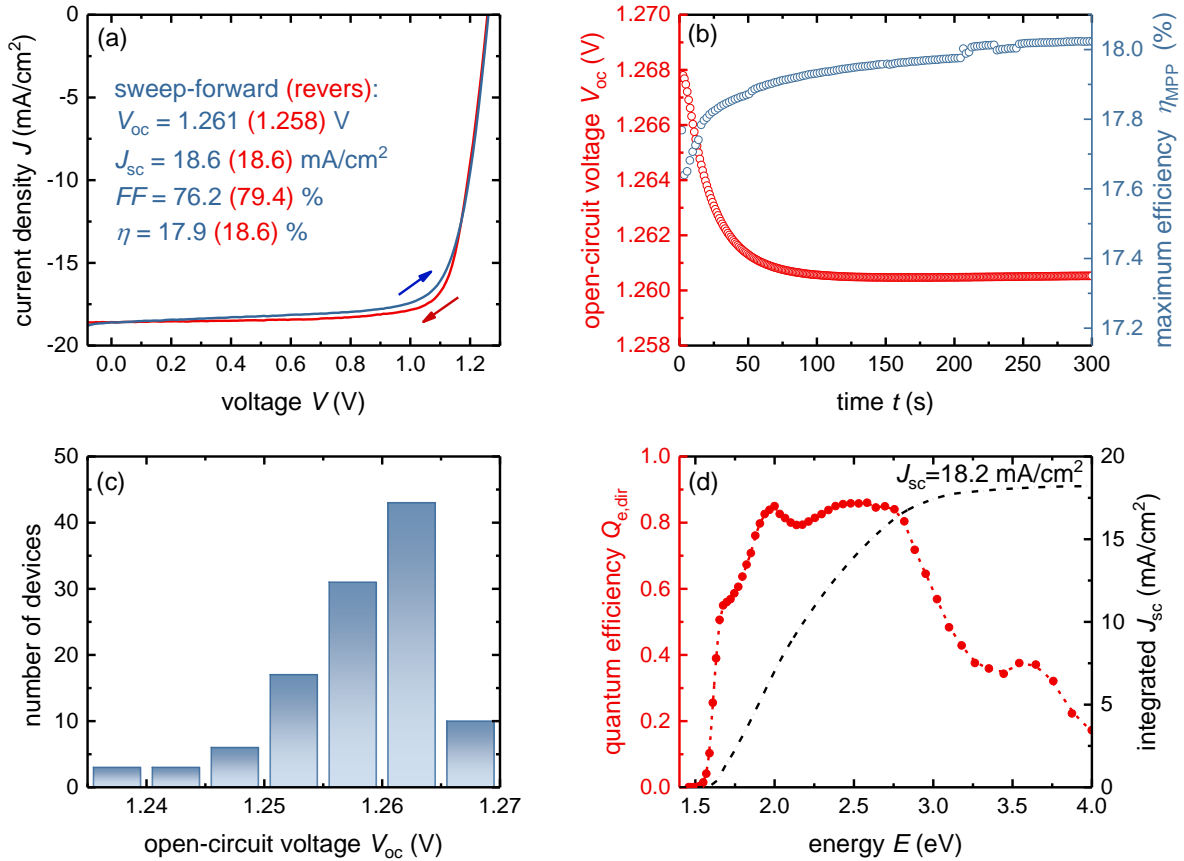 (a)
sweep-forward (revers):
Voc = 1.261 (1.258) V
Jsc = 18.6 (18.6) mA/cm2
FF = 76.2 (79.4) %
η = 17.9 (18.6) %
0
-5
-10
-15
-20
current density J (mA/cm2)
0.0 0.2 0.4 0.6 0.8 1.0 1.2
voltage V (V)
(b)
1.270
1.268
1.266
1.264
1.262
1.260
1.258
open-circuit voltage Voc (V)
18.0
17.8
17.6
17.4
17.2
maximum efficiency ηMPP (%)
0 50 100 150 200 250 300
time t (s)
(c)
50
40
30
20
10
0
number of devices
1.24 1.25 1.26 1.27
open-circuit voltage Voc (V)
(d)
Jsc=18.2 mA/cm2
1.0
0.8
0.6
0.4
0.2
0.0
quantum efficiency Qe,dir
20
15
10
5
0
integrated Jsc (mA/cm2)
1.5 2.0 2.5 3.0 3.5 4.0
energy E (eV)